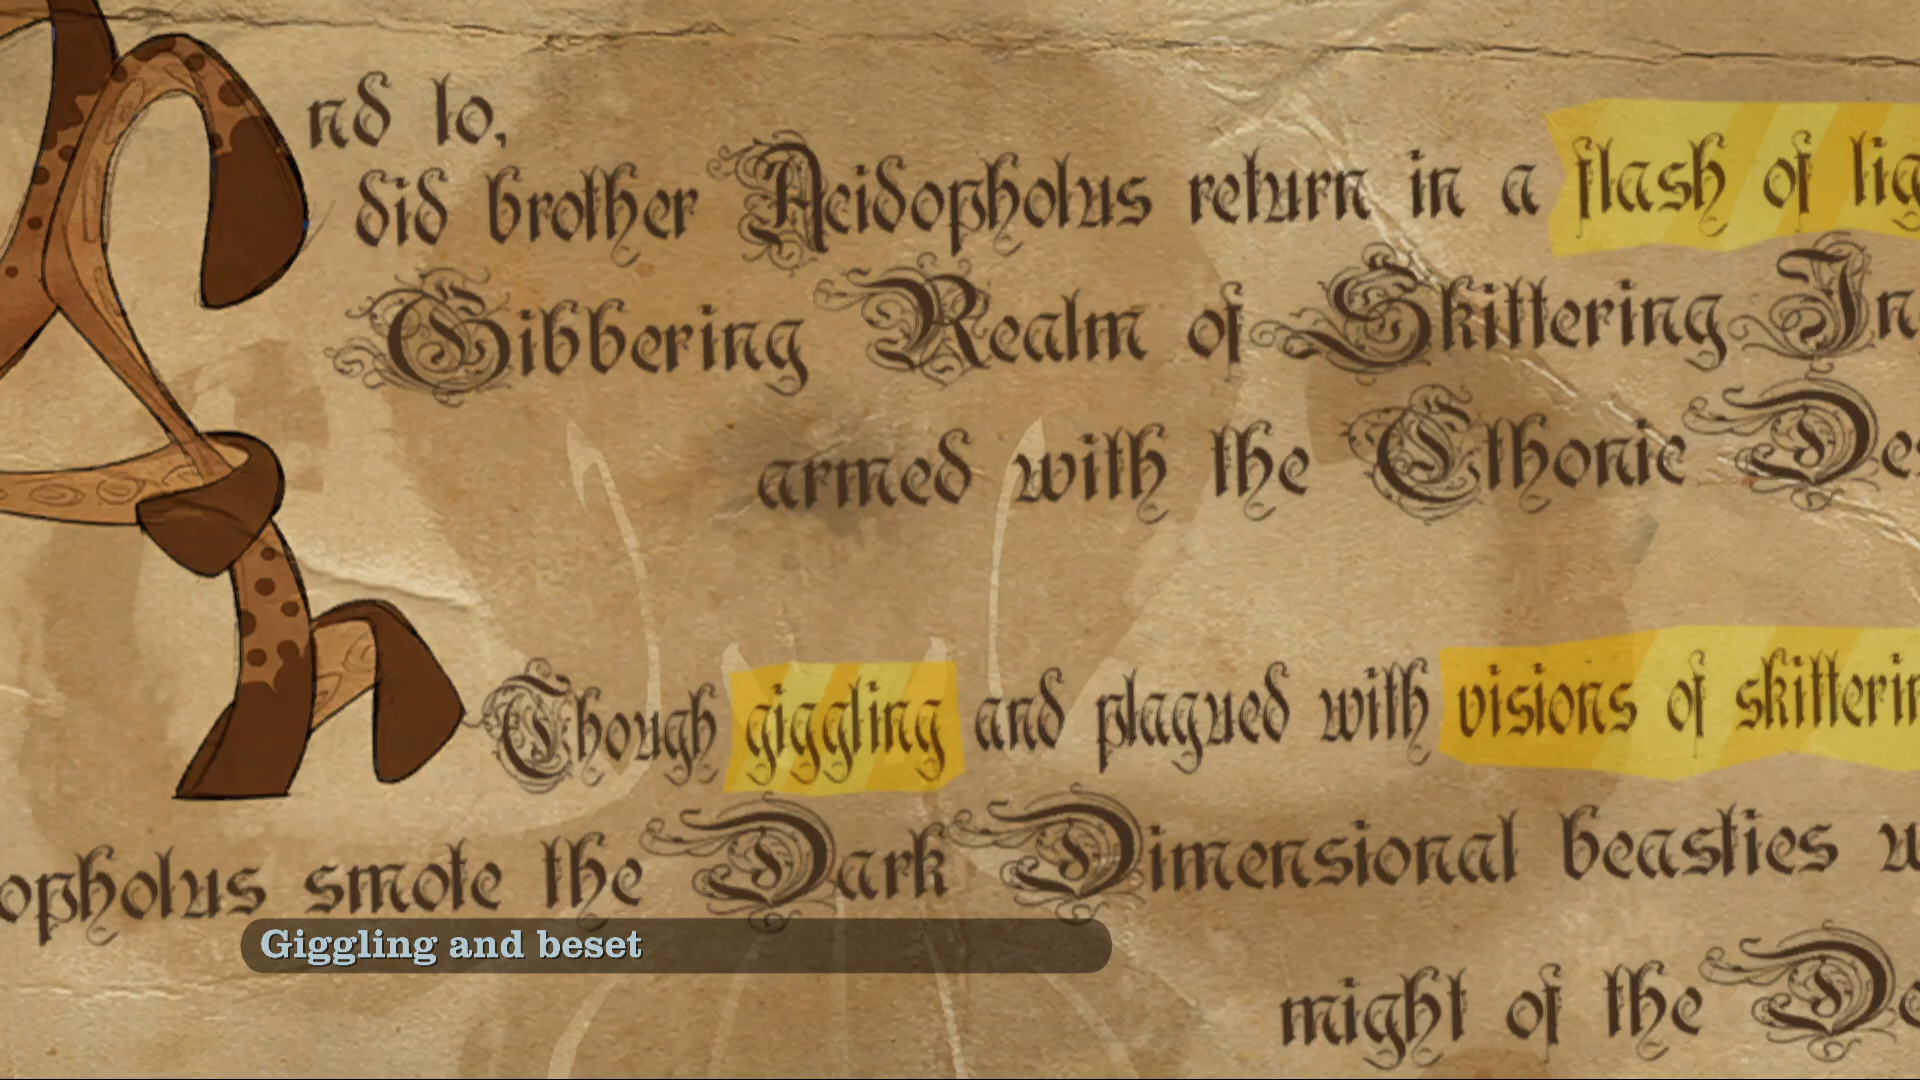 nd lo,
did brother Acidopholus return in a flash of lig
Gibbering Realm of Skittering In
armed with the Cthonic Des
Though giggling and plagued with visions of skitterin
opholus smote the Dark Dimensional beasties w
Giggling and beset
might of the De